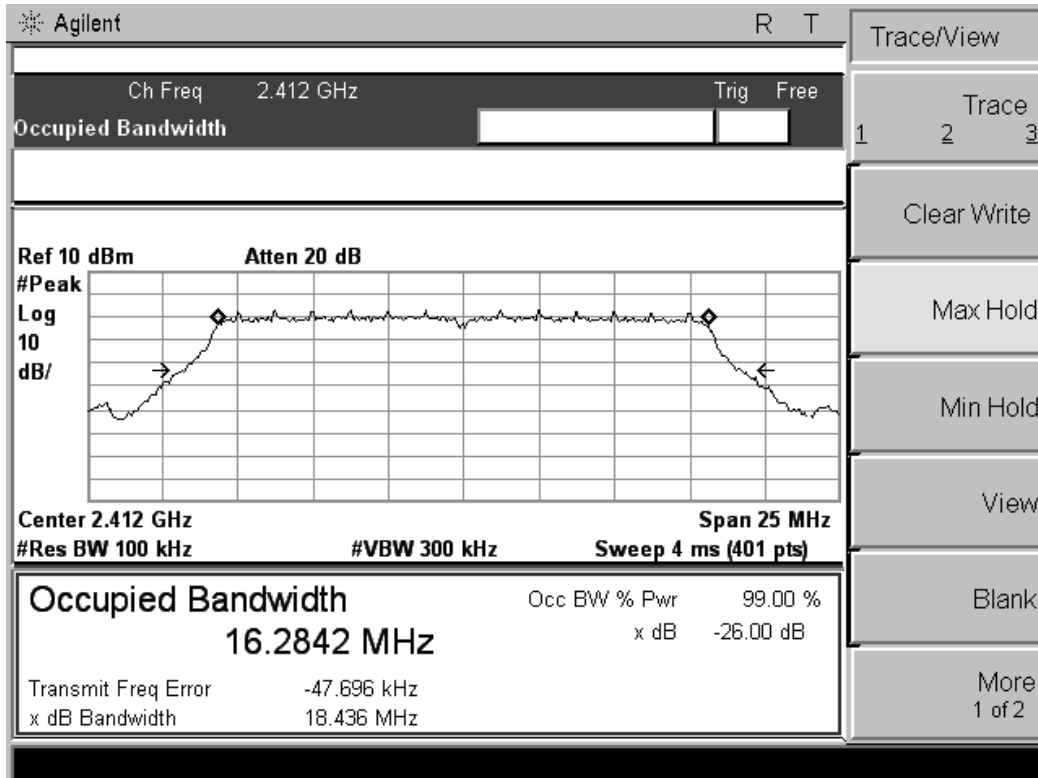 Agilent R T
Trace/View
Ch Freq 2.412 GHz Trig Free
Occupied Bandwidth
Trace
1 2 3
Clear Write
Max Hold
Min Hold
View
Blank
More
1 of 2
Ref 10 dBm Atten 20 dB
#Peak
Log
10
dB/
Center 2.412 GHz Span 25 MHz
#Res BW 100 kHz #VBW 300 kHz Sweep 4 ms (401 pts)
Occupied Bandwidth Occ BW % Pwr 99.00 %
16.2842 MHz x dB -26.00 dB
Transmit Freq Error -47.696 kHz
x dB Bandwidth 18.436 MHz